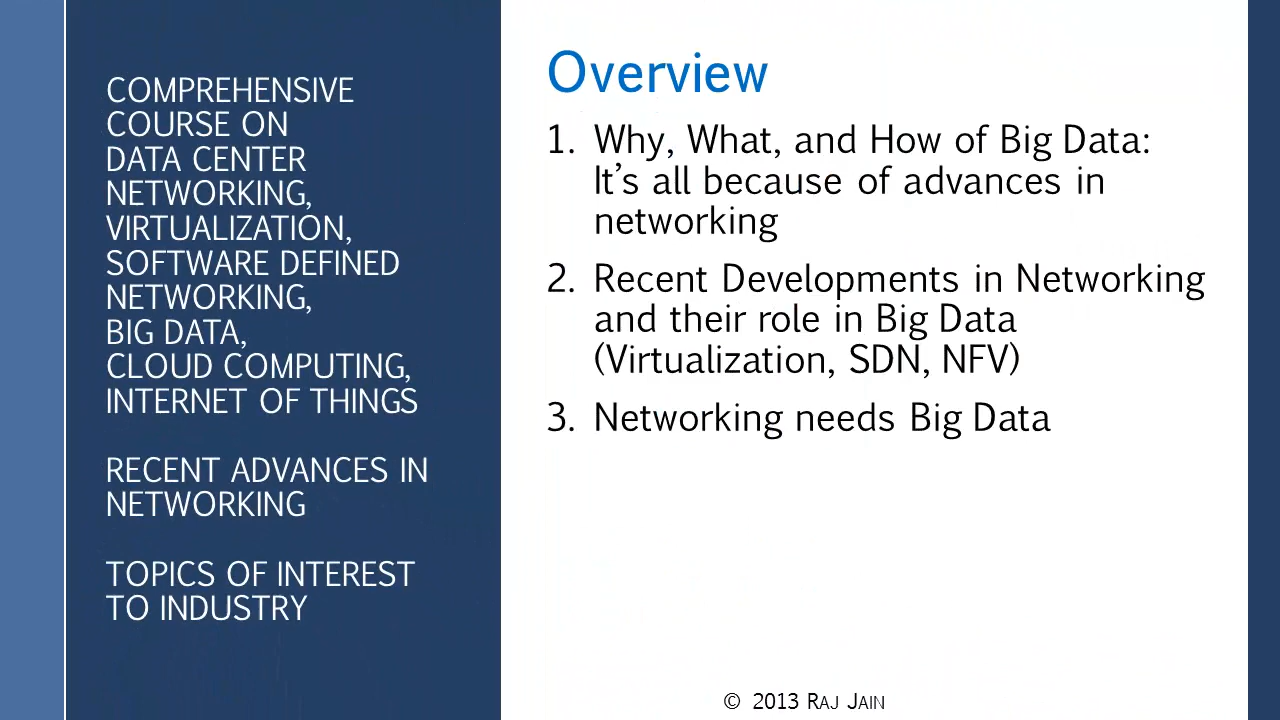 COMPREHENSIVE
COURSE ON
DATA CENTER
NETWORKING,
VIRTUALIZATION,
SOFTWARE DEFINED
NETWORKING,
BIG DATA,
CLOUD COMPUTING,
INTERNET OF THINGS
RECENT ADVANCES IN
NETWORKING
TOPICS OF INTEREST
TO INDUSTRY
Overview
1. Why, What, and How of Big Data:
It’s all because of advances in
networking
2. Recent Developments in Networking
and their role in Big Data
(Virtualization, SDN, NFV)
3. Networking needs Big Data
© 2013 RAJ JAIN